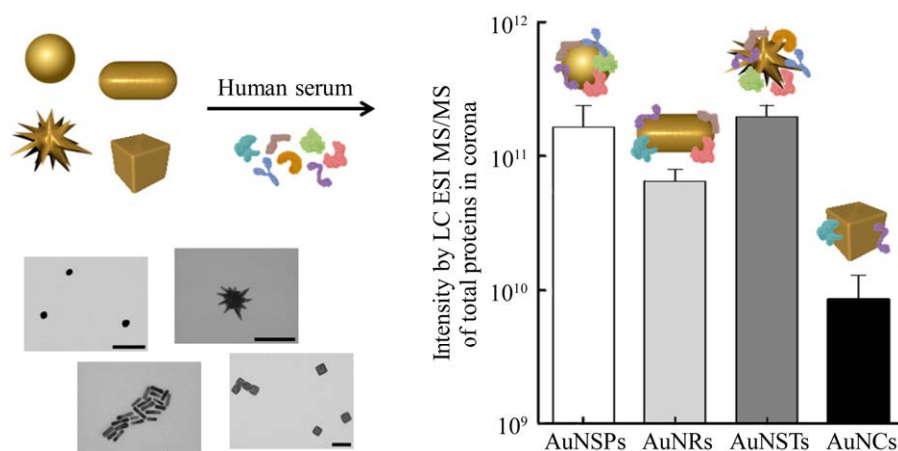 Human serum
Intensity by LC ESI MS/MS
of total proteins in corona
10¹²
10¹¹
10¹⁰
10⁹
AuNSPs AuNRs AuNSTs AuNCs